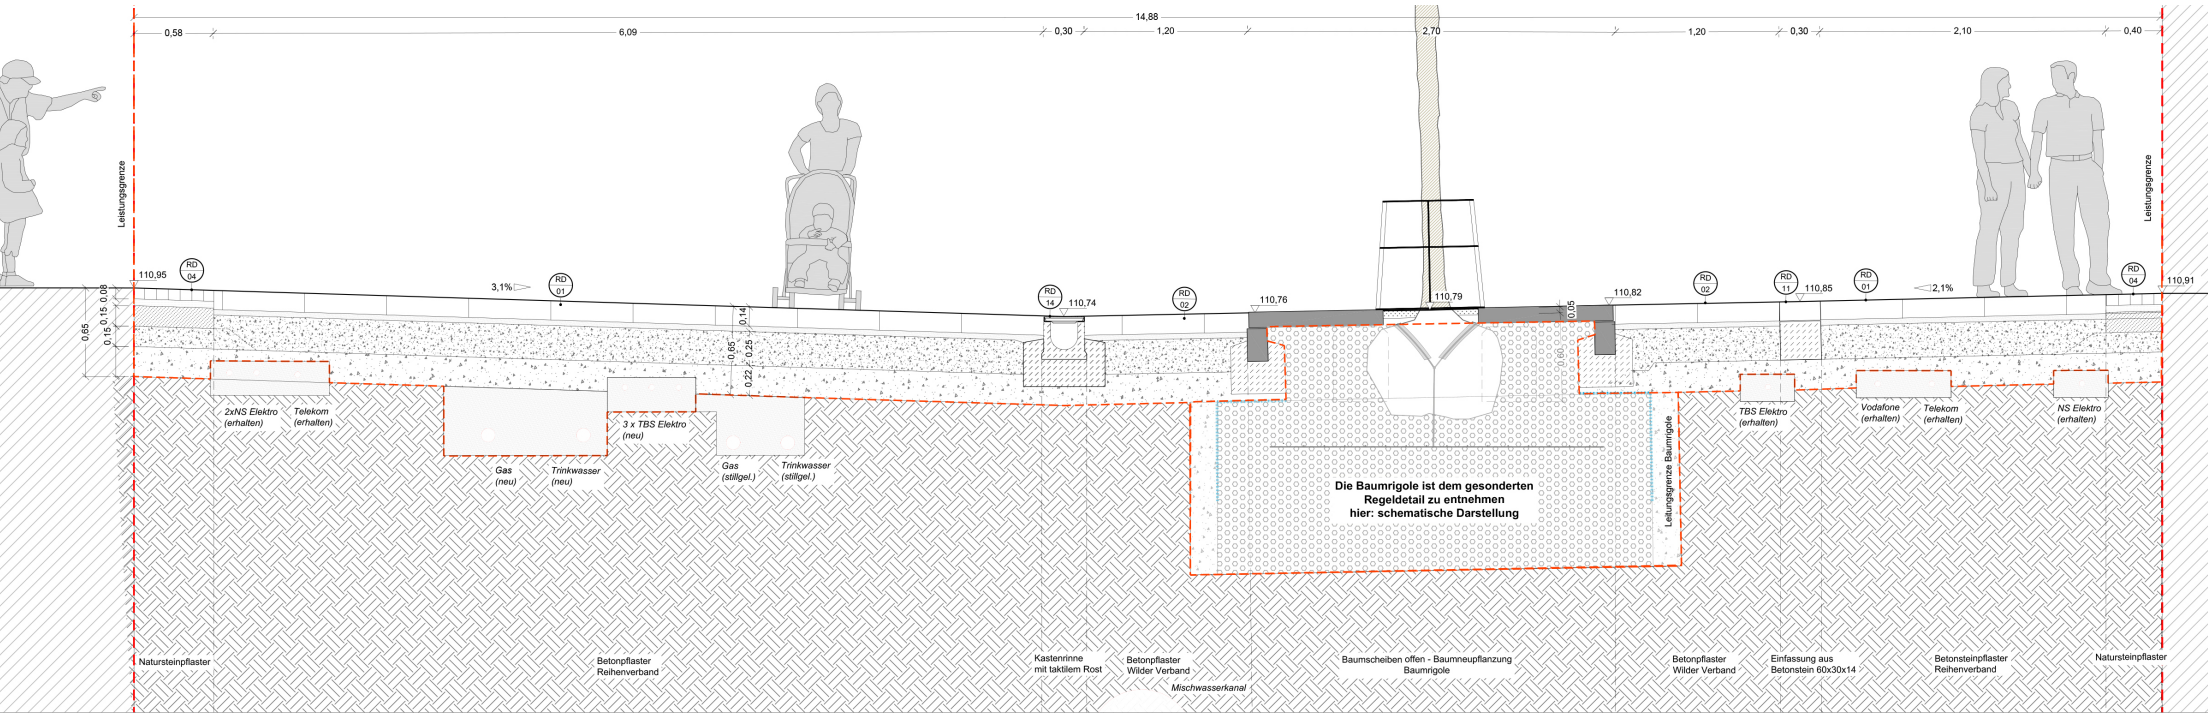 14,88
0,58
6,09
0,30
1,20
2,70
1,20
0,30
2,10
0,40
Leistungsgrenze
Leistungsgrenze
110,95
RD
04
3,1%
RD
01
RD
14
110,74
RD
02
110,76
110,79
110,82
RD
02
RD
11
110,85
RD
01
2,1%
RD
04
110,91
0,08
0,15
0,15
0,65
0,14
0,25
0,22
0,65
0,05
0,60
2xNS Elektro
(erhalten)
Telekom
(erhalten)
Gas
(neu)
Trinkwasser
(neu)
3 x TBS Elektro
(neu)
Gas
(stillgel.)
Trinkwasser
(stillgel.)
TBS Elektro
(erhalten)
Vodafone
(erhalten)
Telekom
(erhalten)
NS Elektro
(erhalten)
Leitungsgrenze Baumrigole
Die Baumrigole ist dem gesonderten
Regeldetail zu entnehmen
hier: schematische Darstellung
Natursteinpflaster
Betonpflaster
Reihenverband
Kastenrinne
mit taktilem Rost
Betonpflaster
Wilder Verband
Mischwasserkanal
Baumscheiben offen - Baumneupflanzung
Baumrigole
Betonpflaster
Wilder Verband
Einfassung aus
Betonstein 60x30x14
Betonsteinpflaster
Reihenverband
Natursteinpflaster